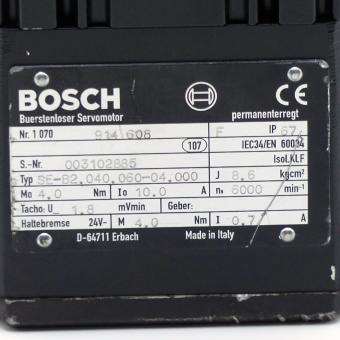 BOSCH CE
Buerstenloser Servomotor permanenterregt
Nr. 1 070 914 608 F IP 67
107 IEC34/EN 60034
S.-Nr. 003102885 Isol.KLF
Typ SE-B2.040.060-04.000 J 8,6 kgcm²
Mo 4.0 Nm Io 10.0 A nn 6000 min⁻¹
Tacho: U_ 1.8 mVmin Geber:
Haltebremse 24V- M 4.0 Nm I 0.7 A
D-64711 Erbach Made in Italy